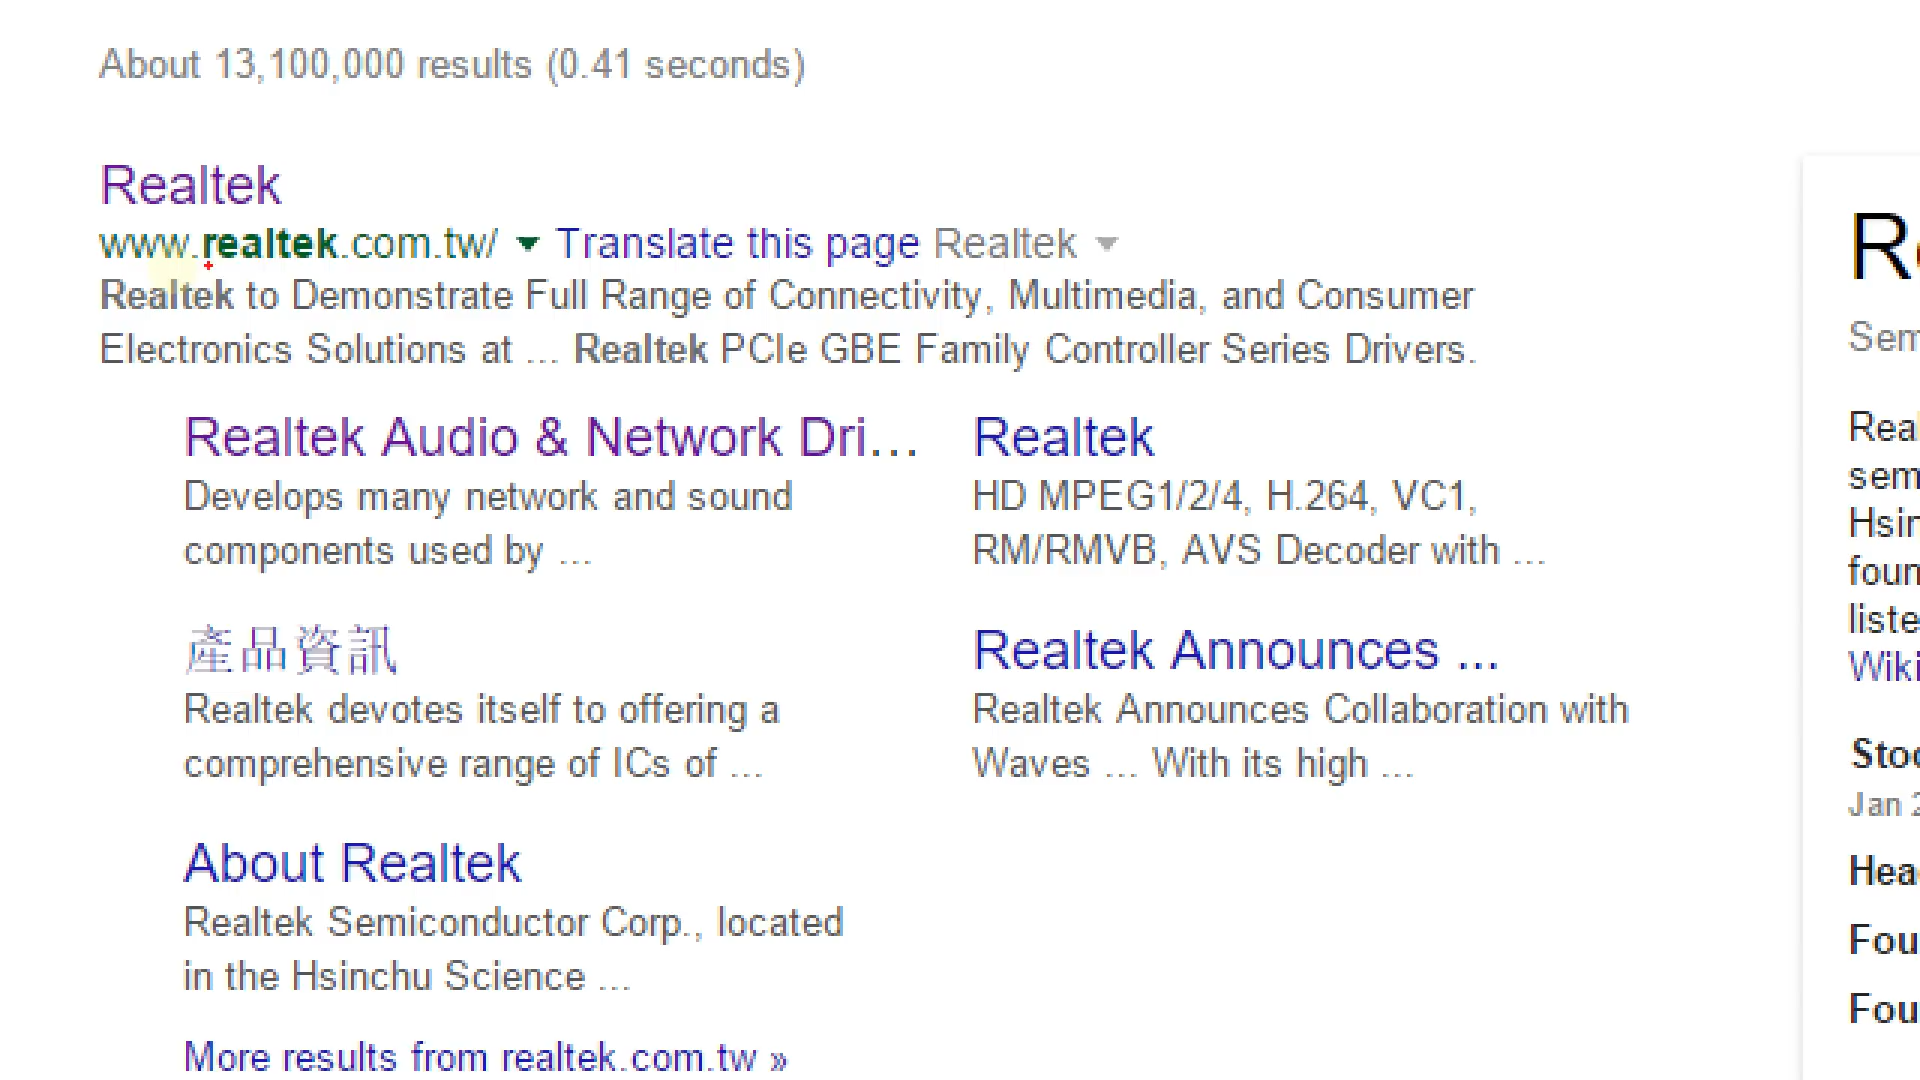 About 13,100,000 results (0.41 seconds)
Realtek
www.realtek.com.tw/ Translate this page Realtek
Realtek to Demonstrate Full Range of Connectivity, Multimedia, and Consumer
Electronics Solutions at ... Realtek PCIe GBE Family Controller Series Drivers.
Realtek Audio & Network Dri...
Develops many network and sound
components used by ...
Realtek
HD MPEG1/2/4, H.264, VC1,
RM/RMVB, AVS Decoder with ...
產品資訊
Realtek devotes itself to offering a
comprehensive range of ICs of ...
Realtek Announces ...
Realtek Announces Collaboration with
Waves ... With its high ...
About Realtek
Realtek Semiconductor Corp., located
in the Hsinchu Science ...
More results from realtek.com.tw »
Jan